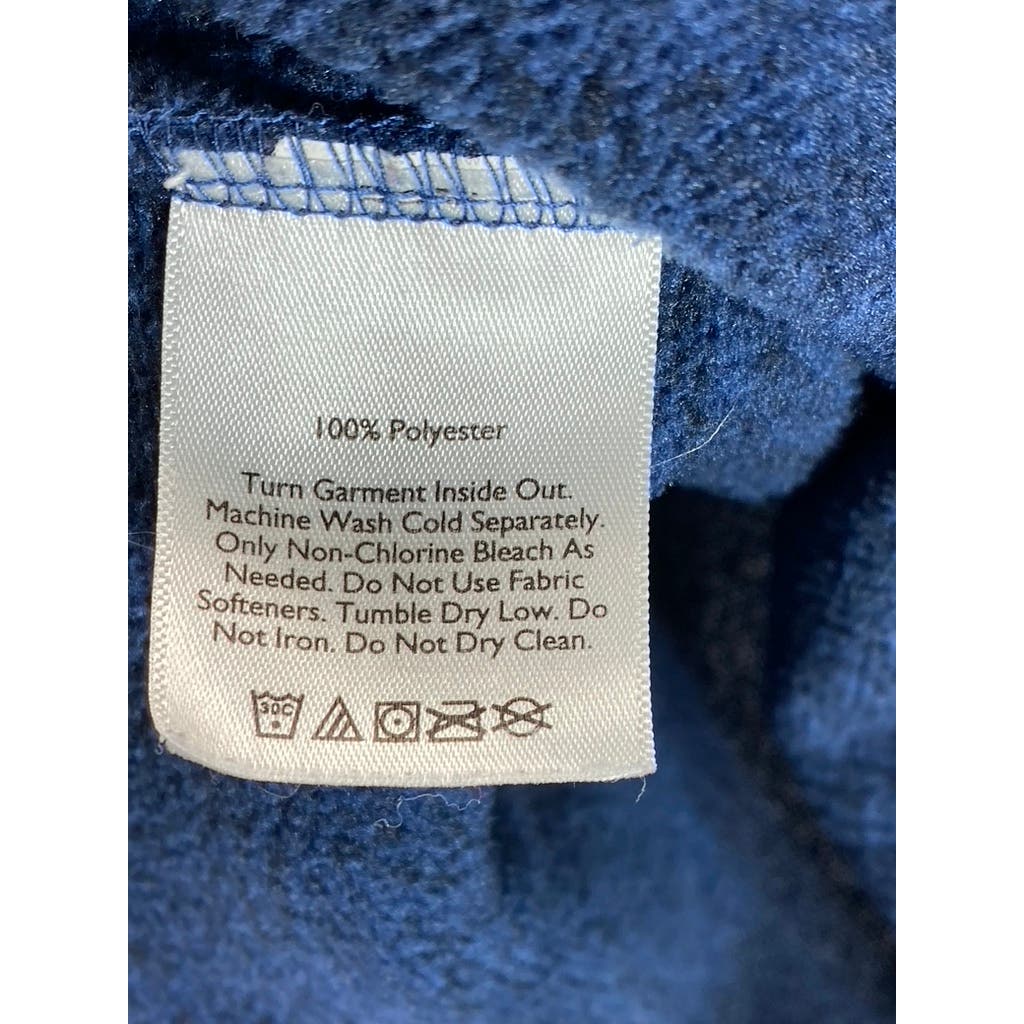 100% Polyester
Turn Garment Inside Out.
Machine Wash Cold Separately.
Only Non-Chlorine Bleach As
Needed. Do Not Use Fabric
Softeners. Tumble Dry Low. Do
Not Iron. Do Not Dry Clean.
30C